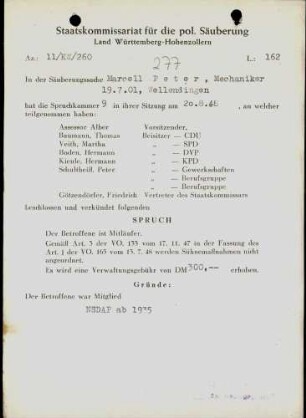 Staatskommissariat für die pol. Säuberung
Land Württemberg-Hohenzollern
Az.: 11/KZ/260
L.: 162
277
In der Säuberungssache Marcell Peter, Mechaniker
19.7.01, Wellendingen
hat die Spruchkammer 9 in ihrer Sitzung am 20.8.48, an welcher
teilgenommen haben:
Assessor Alber Vorsitzender,
Baumann, Thomas Beisitzer — CDU
Veith, Martha „ — SPD
Boden, Hermann „ — DVP
Kienle, Hermann „ — KPD
Schultheiß, Peter „ — Gewerkschaften
„ — Berufsgruppe
„ — Berufsgruppe
Götzendörfer, Friedrich Vertreter des Staatskommissars
beschlossen und verkündet folgenden
SPRUCH
Der Betroffene ist Mitläufer.
Gemäß Art. 3 der VO. 133 vom 17. 11. 47 in der Fassung des
Art. 1 der VO. 165 vom 13. 7. 48 werden Sühnemaßnahmen nicht
angeordnet.
Es wird eine Verwaltungsgebühr von DM 300,-- erhoben.
Gründe:
Der Betroffene war Mitglied
NSDAP ab 1935